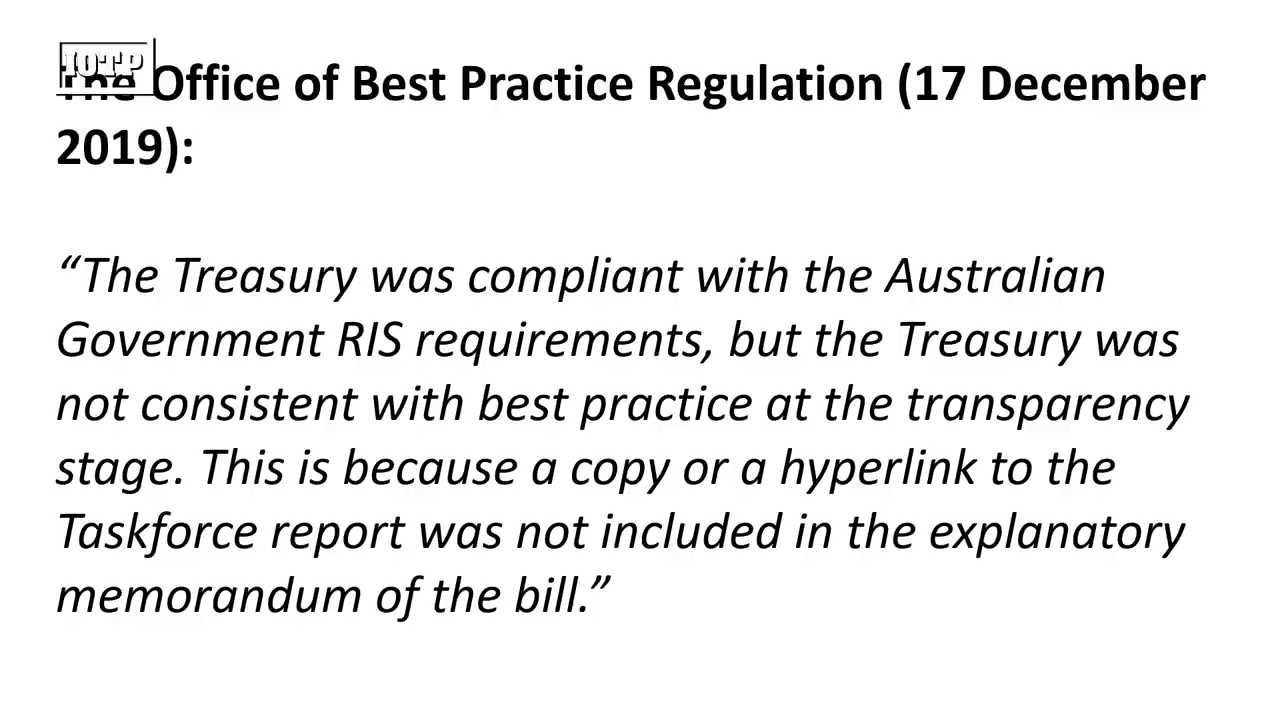 IOTP
The Office of Best Practice Regulation (17 December
2019):
“The Treasury was compliant with the Australian
Government RIS requirements, but the Treasury was
not consistent with best practice at the transparency
stage. This is because a copy or a hyperlink to the
Taskforce report was not included in the explanatory
memorandum of the bill.”